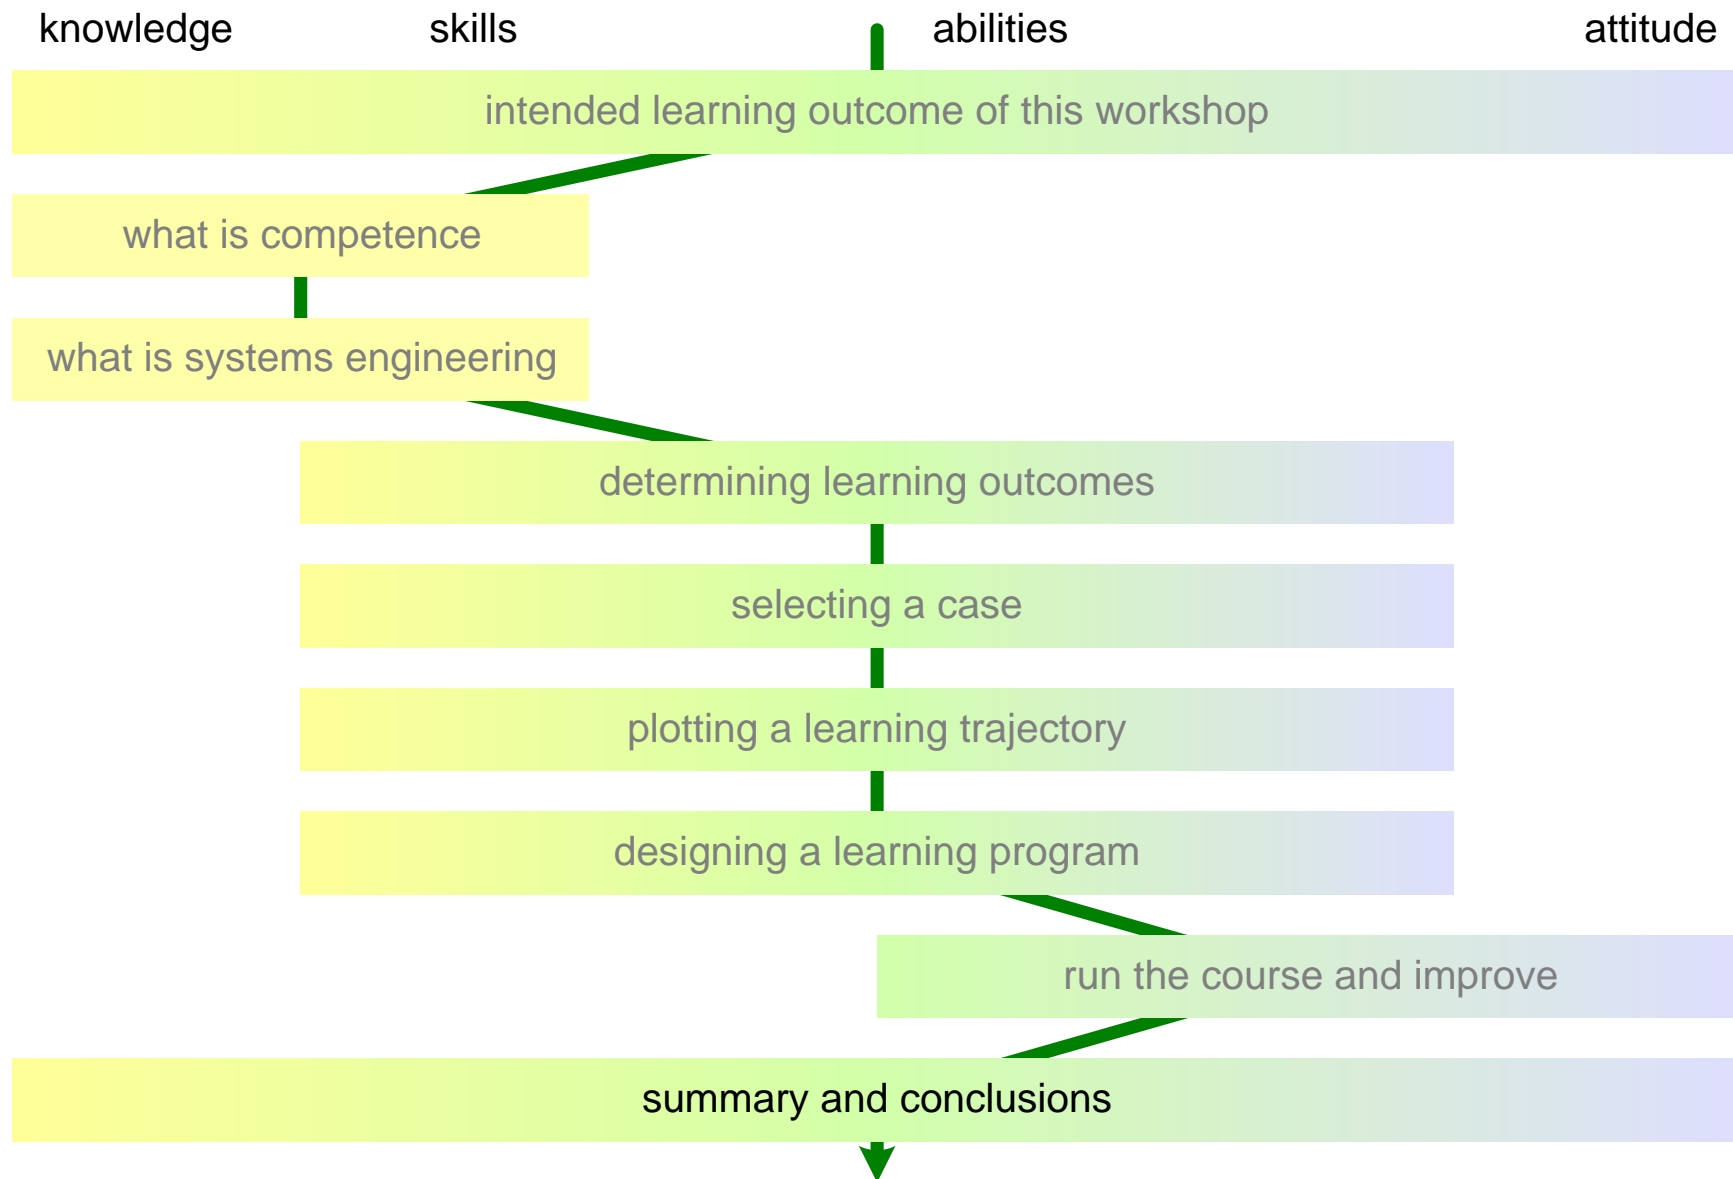 knowledge skills abilities attitude
intended learning outcome of this workshop
what is competence
what is systems engineering
determining learning outcomes
selecting a case
plotting a learning trajectory
designing a learning program
run the course and improve
summary and conclusions